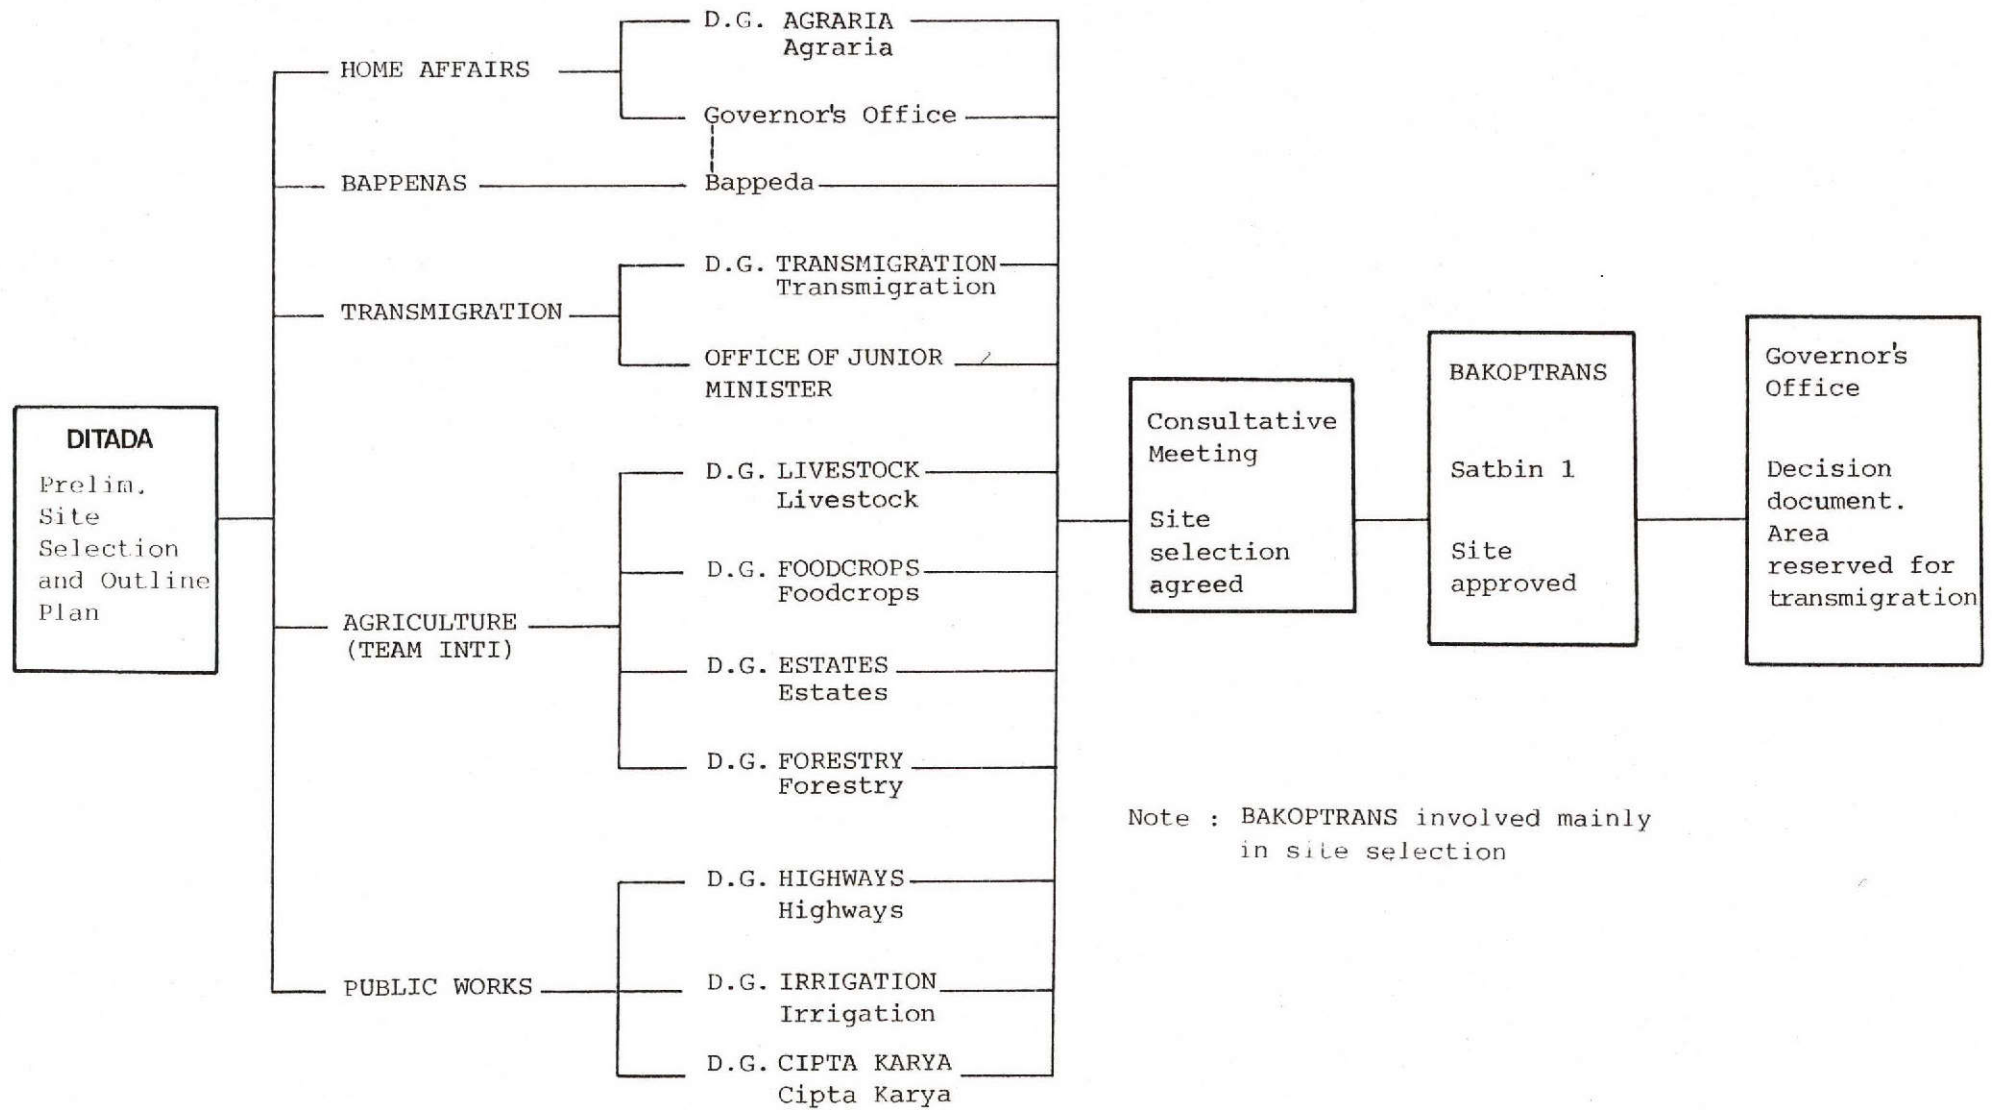 DITADA
Prelim.
Site
Selection
and Outline
Plan
HOME AFFAIRS
BAPPENAS
TRANSMIGRATION
AGRICULTURE
(TEAM INTI)
PUBLIC WORKS
D.G. AGRARIA
Agraria
Governor's Office
Bappeda
D.G. TRANSMIGRATION
Transmigration
OFFICE OF JUNIOR
MINISTER
D.G. LIVESTOCK
Livestock
D.G. FOODCROPS
Foodcrops
D.G. ESTATES
Estates
D.G. FORESTRY
Forestry
D.G. HIGHWAYS
Highways
D.G. IRRIGATION
Irrigation
D.G. CIPTA KARYA
Cipta Karya
Consultative
Meeting
Site
selection
agreed
BAKOPTRANS
Satbin 1
Site
approved
Governor's
Office
Decision
document.
Area
reserved for
transmigration
Note : BAKOPTRANS involved mainly
in site selection